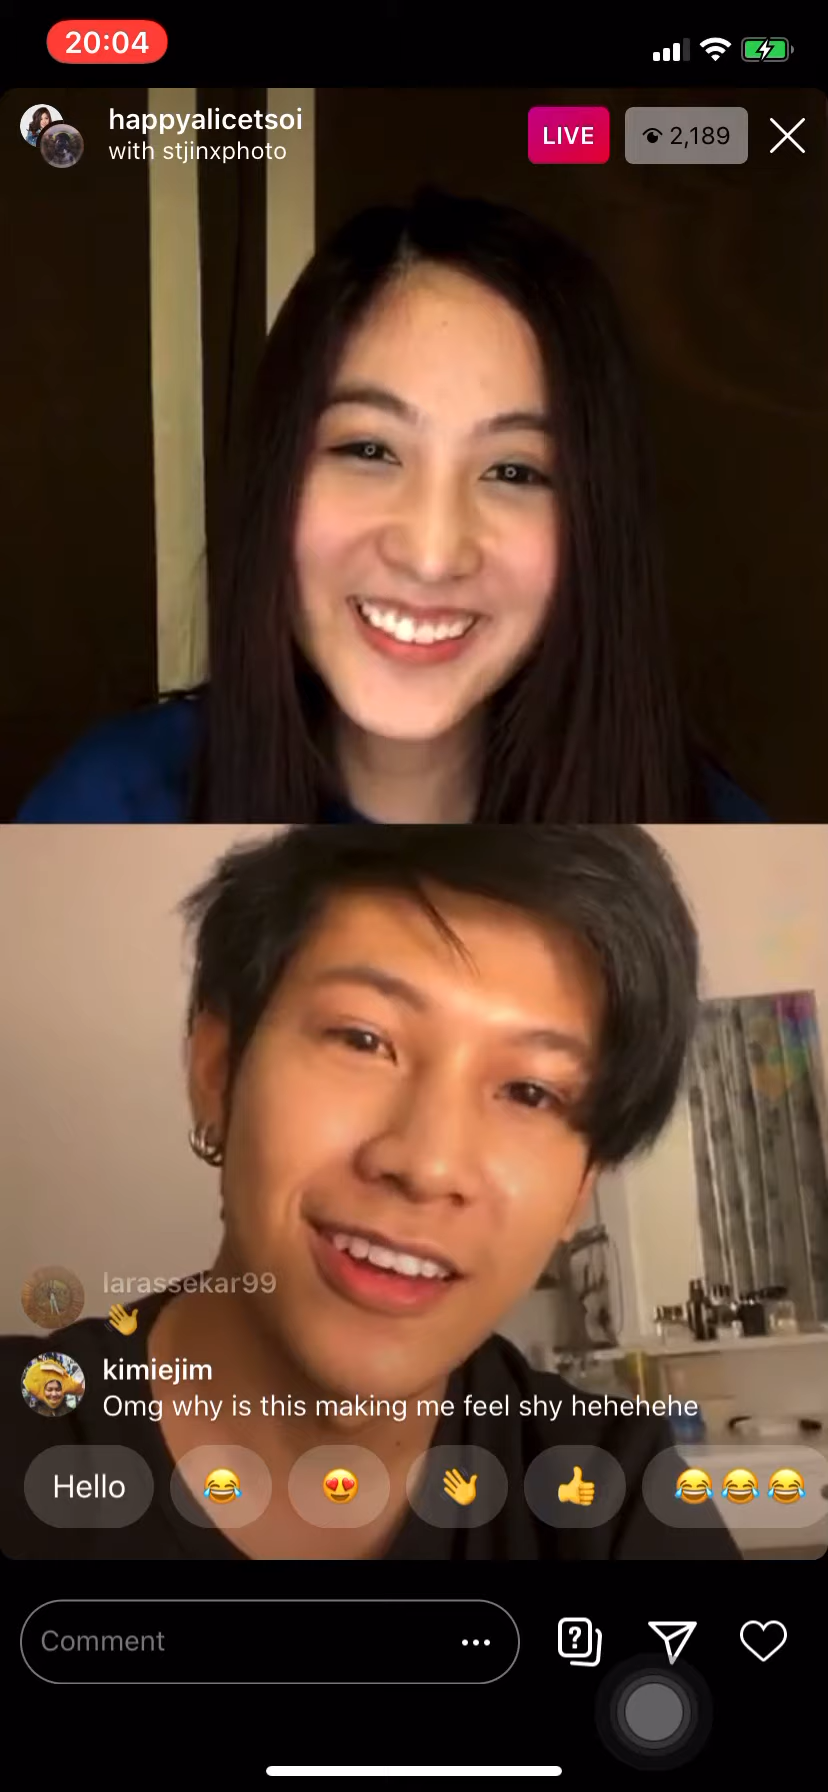 20:04
happyalicetsoi
with stjinxphoto
LIVE
2,189
larassekar99
👋
kimiejim
Omg why is this making me feel shy hehehehe
Hello
😂
😍
👋
👍
😂😂😂
Comment